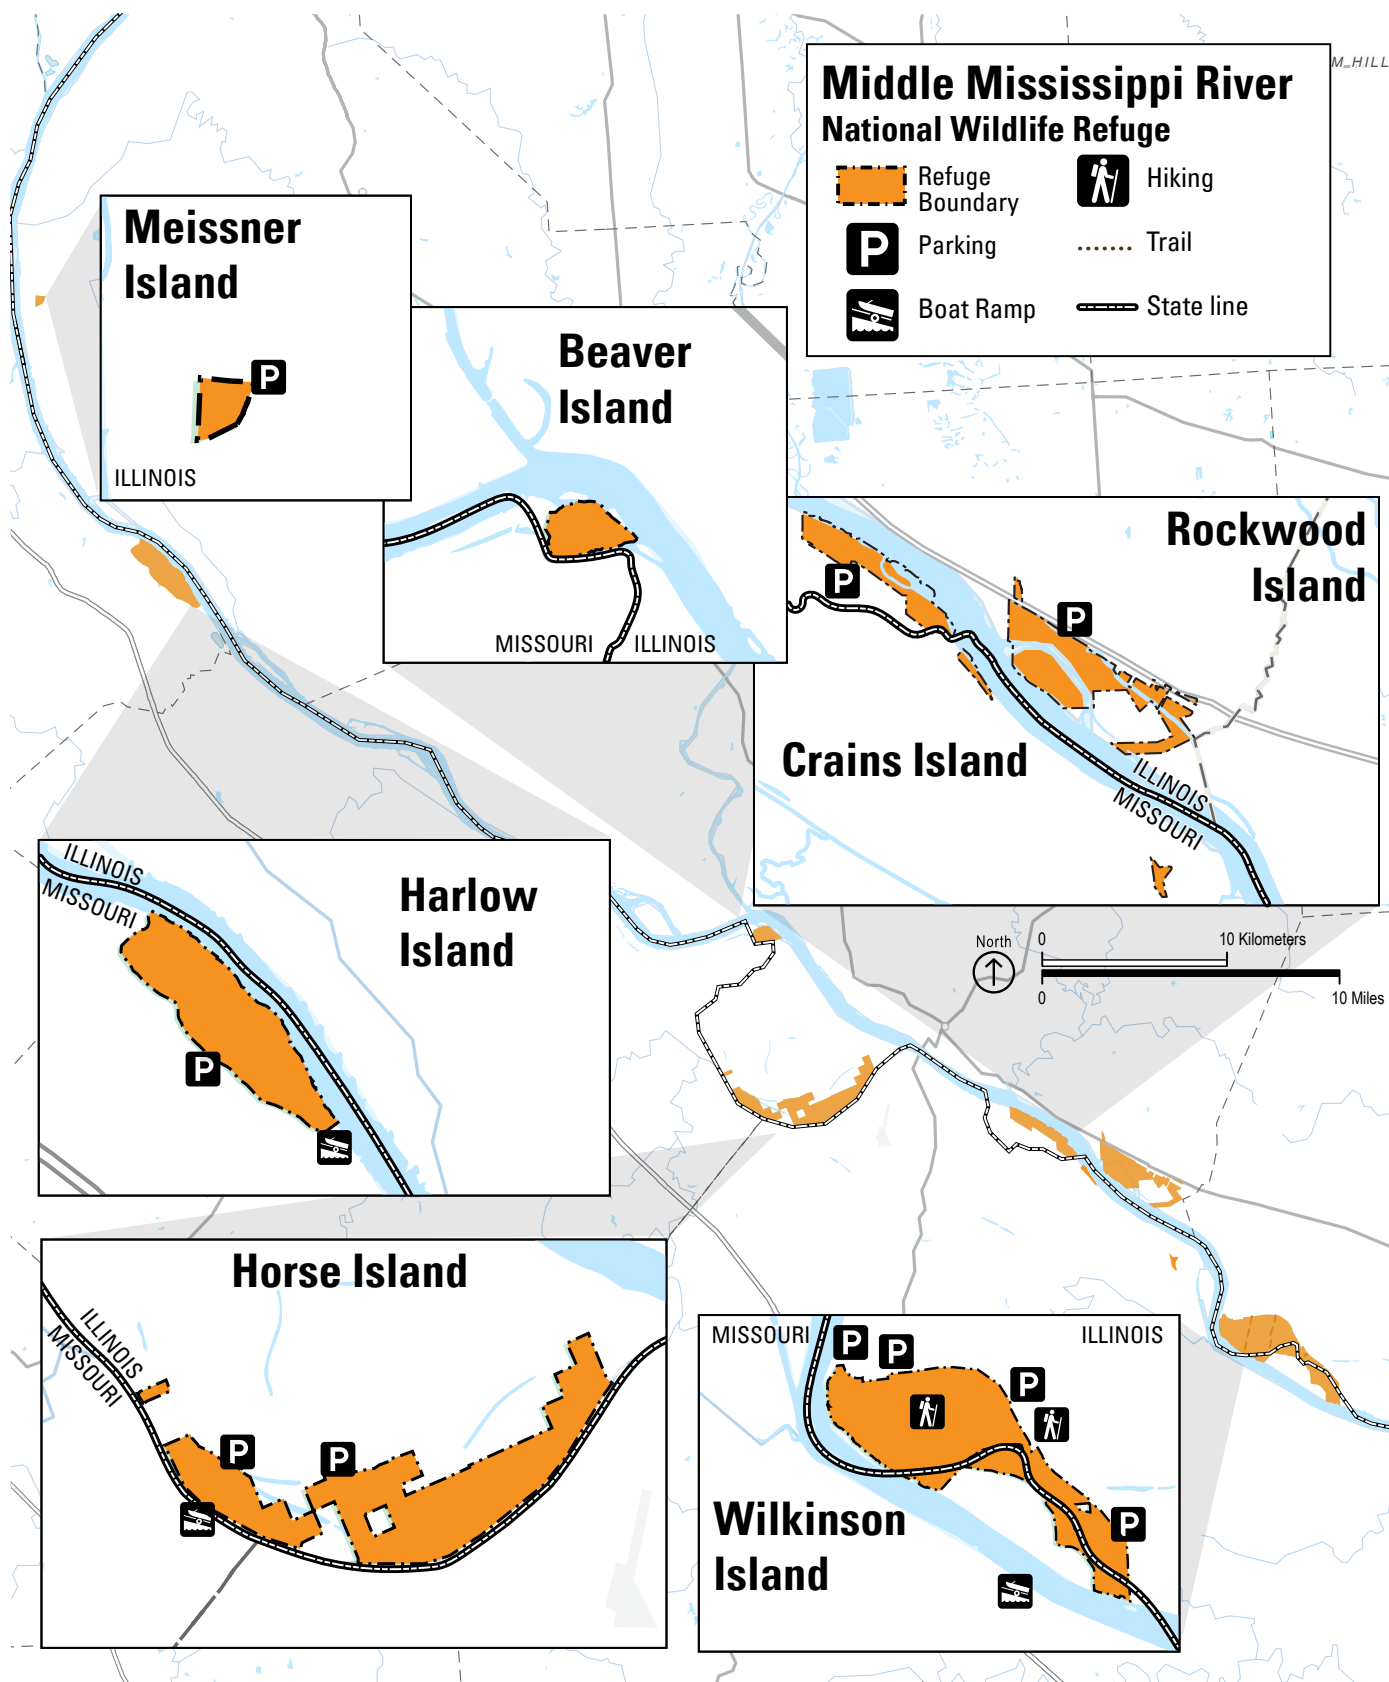 Middle Mississippi River
National Wildlife Refuge
Refuge
Boundary
Hiking
P
Parking
Trail
Boat Ramp
State line
M HILL
Meissner
Island
P
ILLINOIS
Beaver
Island
MISSOURI
ILLINOIS
Rockwood
Island
P
P
Crains Island
ILLINOIS
MISSOURI
ILLINOIS
MISSOURI
Harlow
Island
P
North
0
10 Kilometers
0
10 Miles
Horse Island
ILLINOIS
MISSOURI
P
P
MISSOURI
ILLINOIS
P
P
P
P
Wilkinson
Island